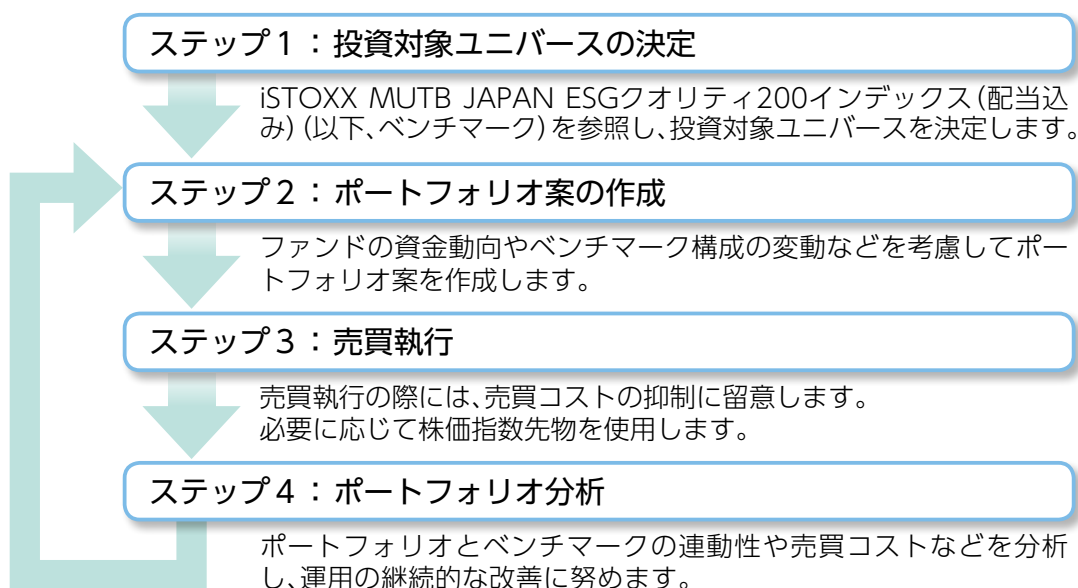 ステップ1：投資対象ユニバースの決定
iSTOXX MUTB JAPAN ESGクオリティ200インデックス(配当込
み)(以下、ベンチマーク)を参照し、投資対象ユニバースを決定します。
ステップ2：ポートフォリオ案の作成
ファンドの資金動向やベンチマーク構成の変動などを考慮してポー
トフォリオ案を作成します。
ステップ3：売買執行
売買執行の際には、売買コストの抑制に留意します。
必要に応じて株価指数先物を使用します。
ステップ4：ポートフォリオ分析
ポートフォリオとベンチマークの連動性や売買コストなどを分析
し、運用の継続的な改善に努めます。